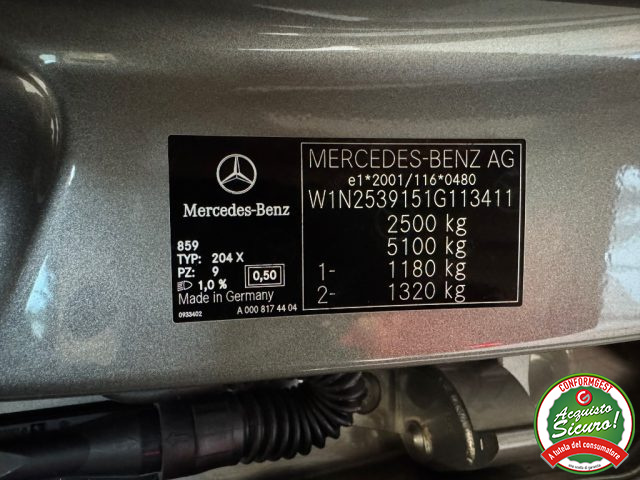 Mercedes-Benz
859
TYP: 204 X
PZ: 9
1,0 %
0,50
Made in Germany
0933402
A 000 817 44 04
MERCEDES-BENZ AG
e1*2001/116*0480
W1N2539151G113411
2500 kg
5100 kg
1- 1180 kg
2- 1320 kg
CONFORMGEST
Acquisto
Sicuro!
A tutela del consumatore